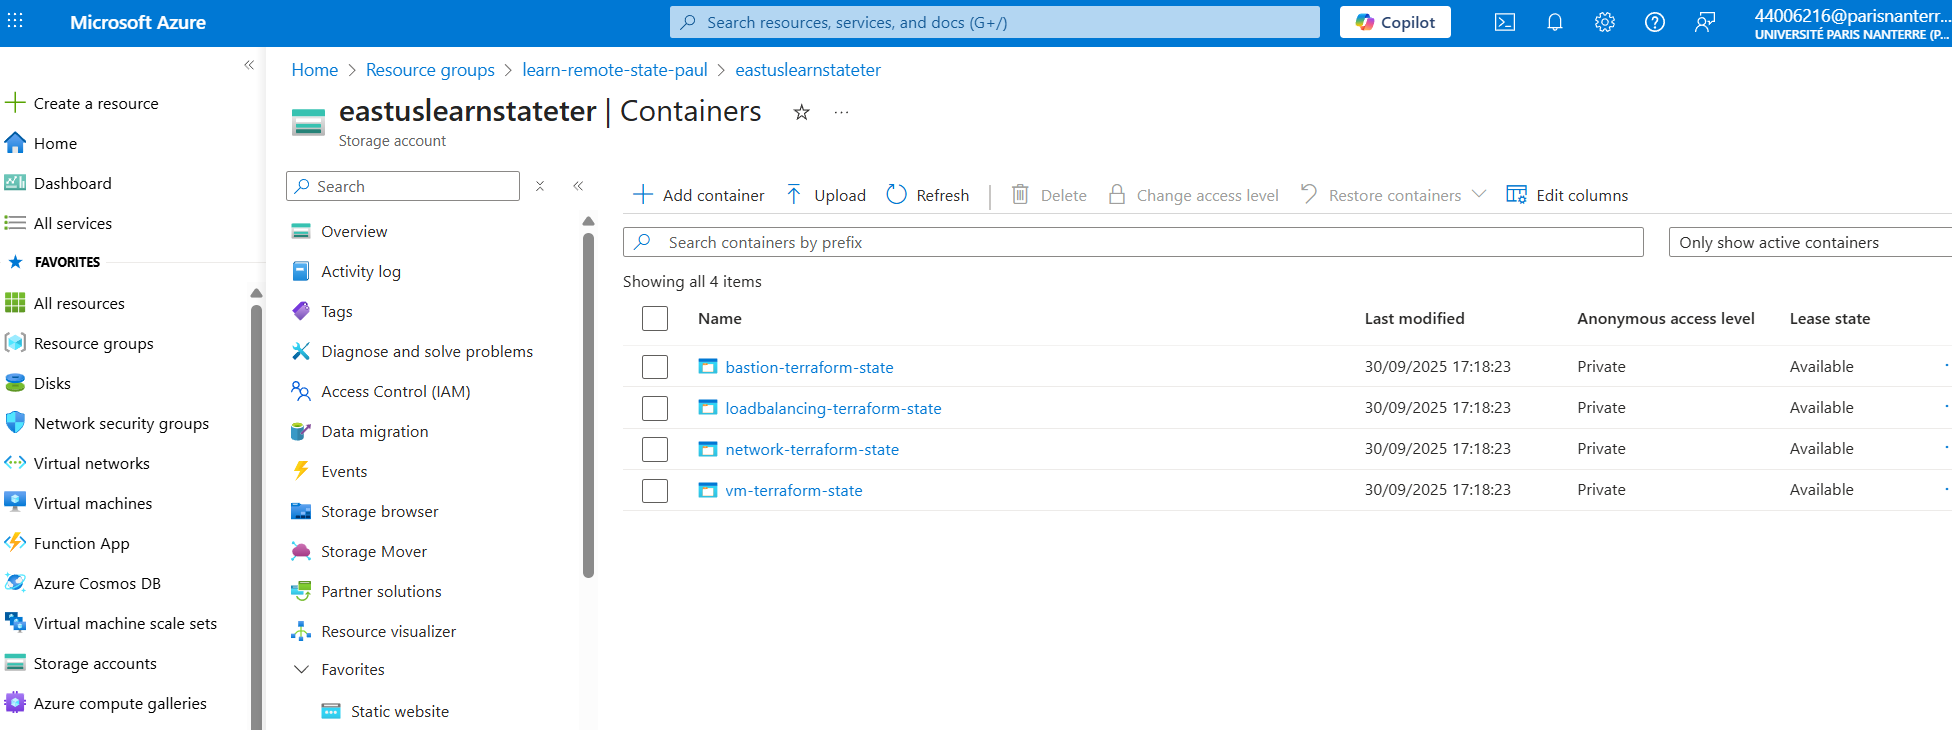 Microsoft Azure
Search resources, services, and docs (G+/)
Copilot
44006216@parisnanterr...
UNIVERSITÉ PARIS NANTERRE (P...
Create a resource
Home
Dashboard
All services
FAVORITES
All resources
Resource groups
Disks
Network security groups
Virtual networks
Virtual machines
Function App
Azure Cosmos DB
Virtual machine scale sets
Storage accounts
Azure compute galleries
Home > Resource groups > learn-remote-state-paul > eastuslearnstateter
eastuslearnstateter | Containers
Storage account
Search
Overview
Activity log
Tags
Diagnose and solve problems
Access Control (IAM)
Data migration
Events
Storage browser
Storage Mover
Partner solutions
Resource visualizer
Favorites
Static website
Add container Upload Refresh Delete Change access level Restore containers Edit columns
Search containers by prefix
Only show active containers
Showing all 4 items
Name Last modified Anonymous access level Lease state
bastion-terraform-state 30/09/2025 17:18:23 Private Available
loadbalancing-terraform-state 30/09/2025 17:18:23 Private Available
network-terraform-state 30/09/2025 17:18:23 Private Available
vm-terraform-state 30/09/2025 17:18:23 Private Available